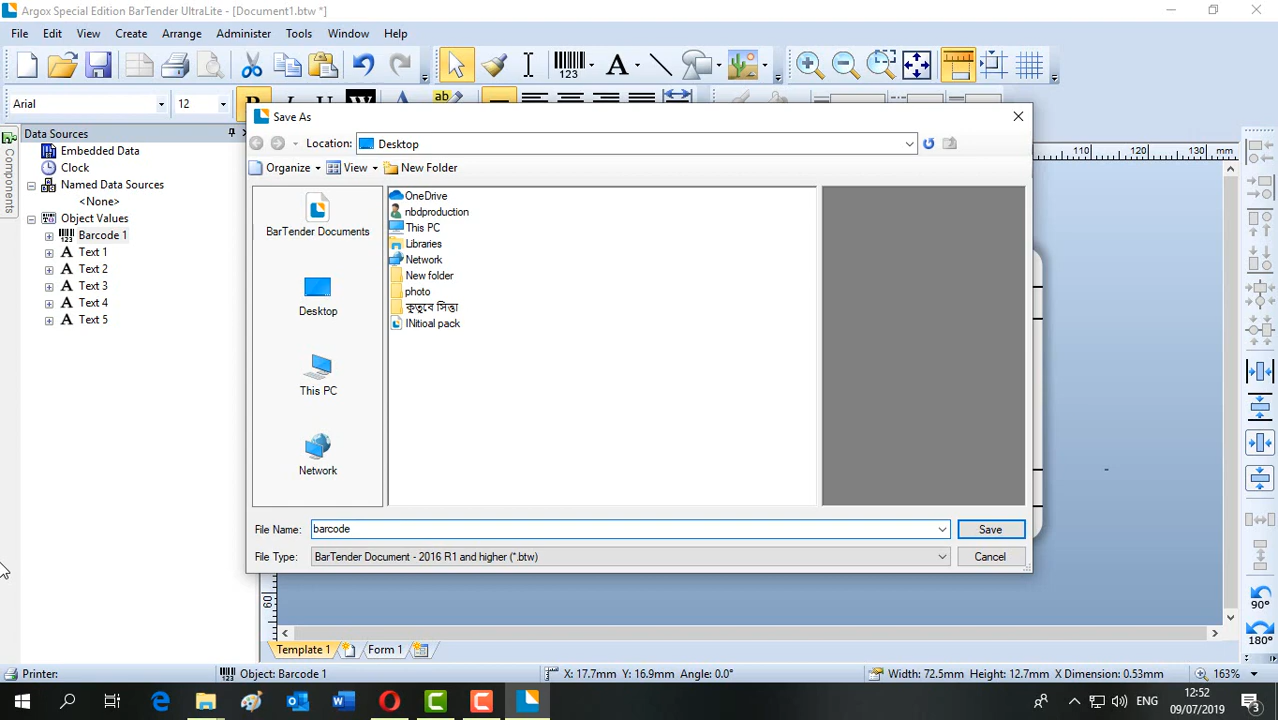 Argox Special Edition BarTender UltraLite - [Document1.btw *]
File Edit View Create Arrange Administer Tools Window Help
123 A
Arial 12 B ab
Data Sources
Components
Embedded Data
Clock
Named Data Sources
<None>
Object Values
Barcode 1
Text 1
Text 2
Text 3
Text 4
Text 5
Save As
Location: Desktop
Organize View New Folder
BarTender Documents
Desktop
This PC
Network
OneDrive
nbdproduction
This PC
Libraries
Network
New folder
photo
কুতুবে সিত্তা
INitioal pack
File Name: barcode Save
File Type: BarTender Document - 2016 R1 and higher (*.btw) Cancel
110 120 130 mm
60
90°
180°
Template 1 Form 1
Printer: Object: Barcode 1 X: 17.7mm Y: 16.9mm Angle: 0.0° Width: 72.5mm Height: 12.7mm X Dimension: 0.53mm 163%
ENG 12:52
09/07/2019 3